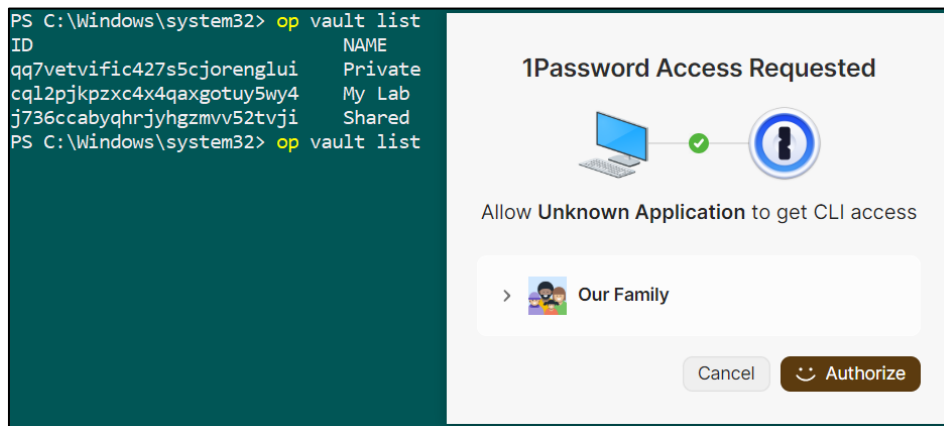 PS C:\Windows\system32> op vault list
ID NAME
qq7vetvific427s5cjorenglui Private
cql2pjkpzxc4x4qaxgotuy5wy4 My Lab
j736ccabyqhrjyhgzmvv52tvji Shared
PS C:\Windows\system32> op vault list
1Password Access Requested
Allow Unknown Application to get CLI access
Our Family
Cancel
Authorize